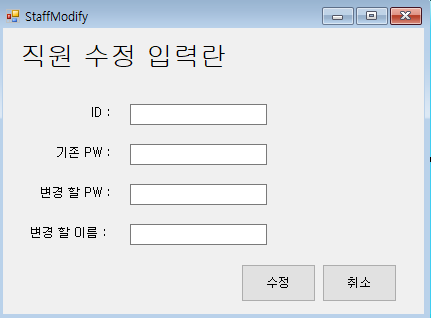 StaffModify
직원 수정 입력란
ID :
기존 PW :
변경 할 PW :
변경 할 이름 :
수정 취소